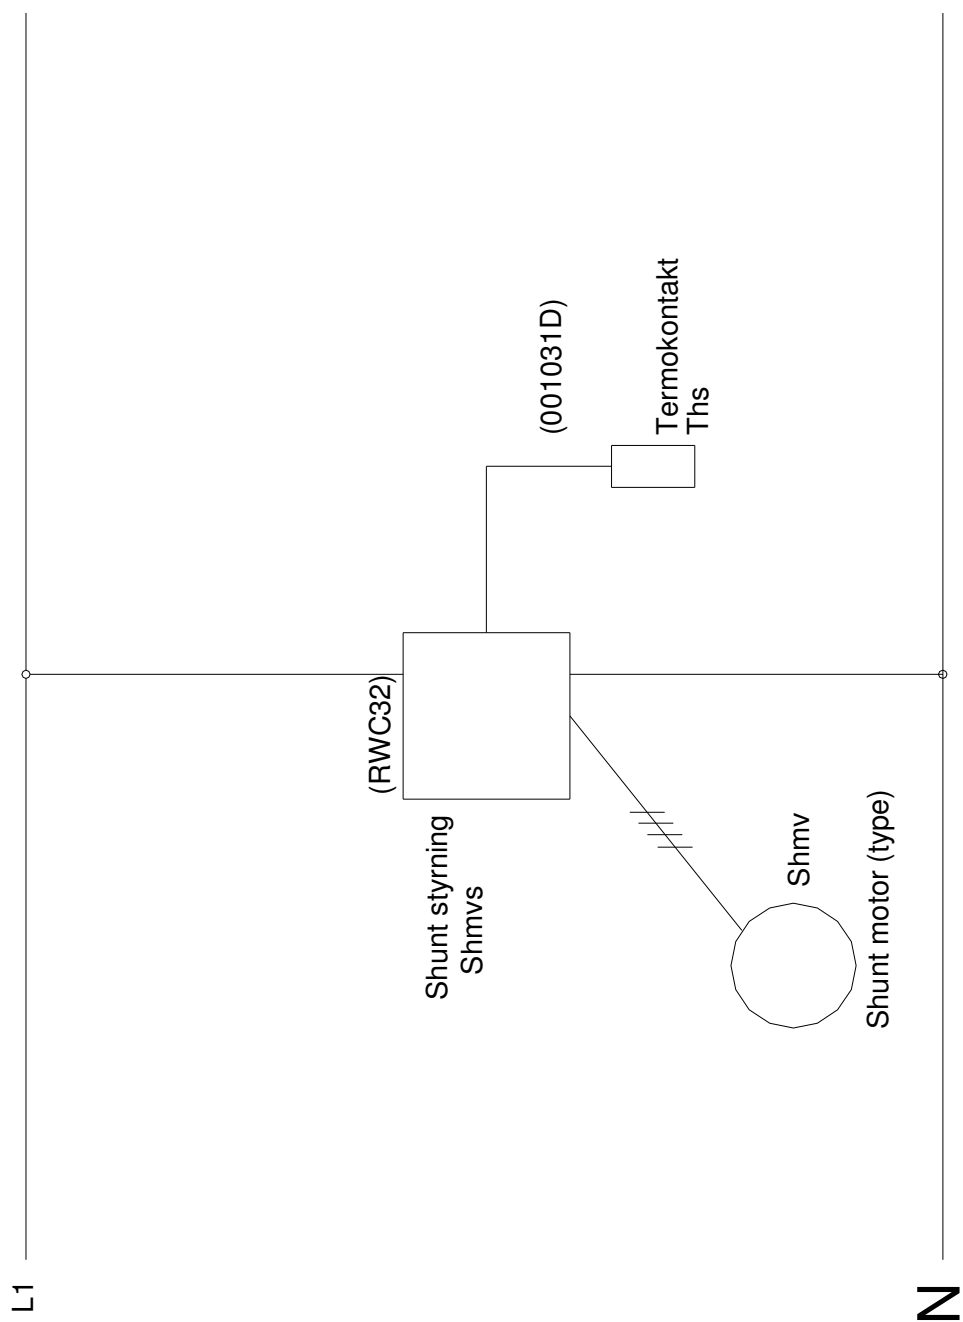 L1
(RWC32)
Shunt styrning
Shmvs
(001031D)
Termokontakt
Ths
Shmv
Shunt motor (type)
N